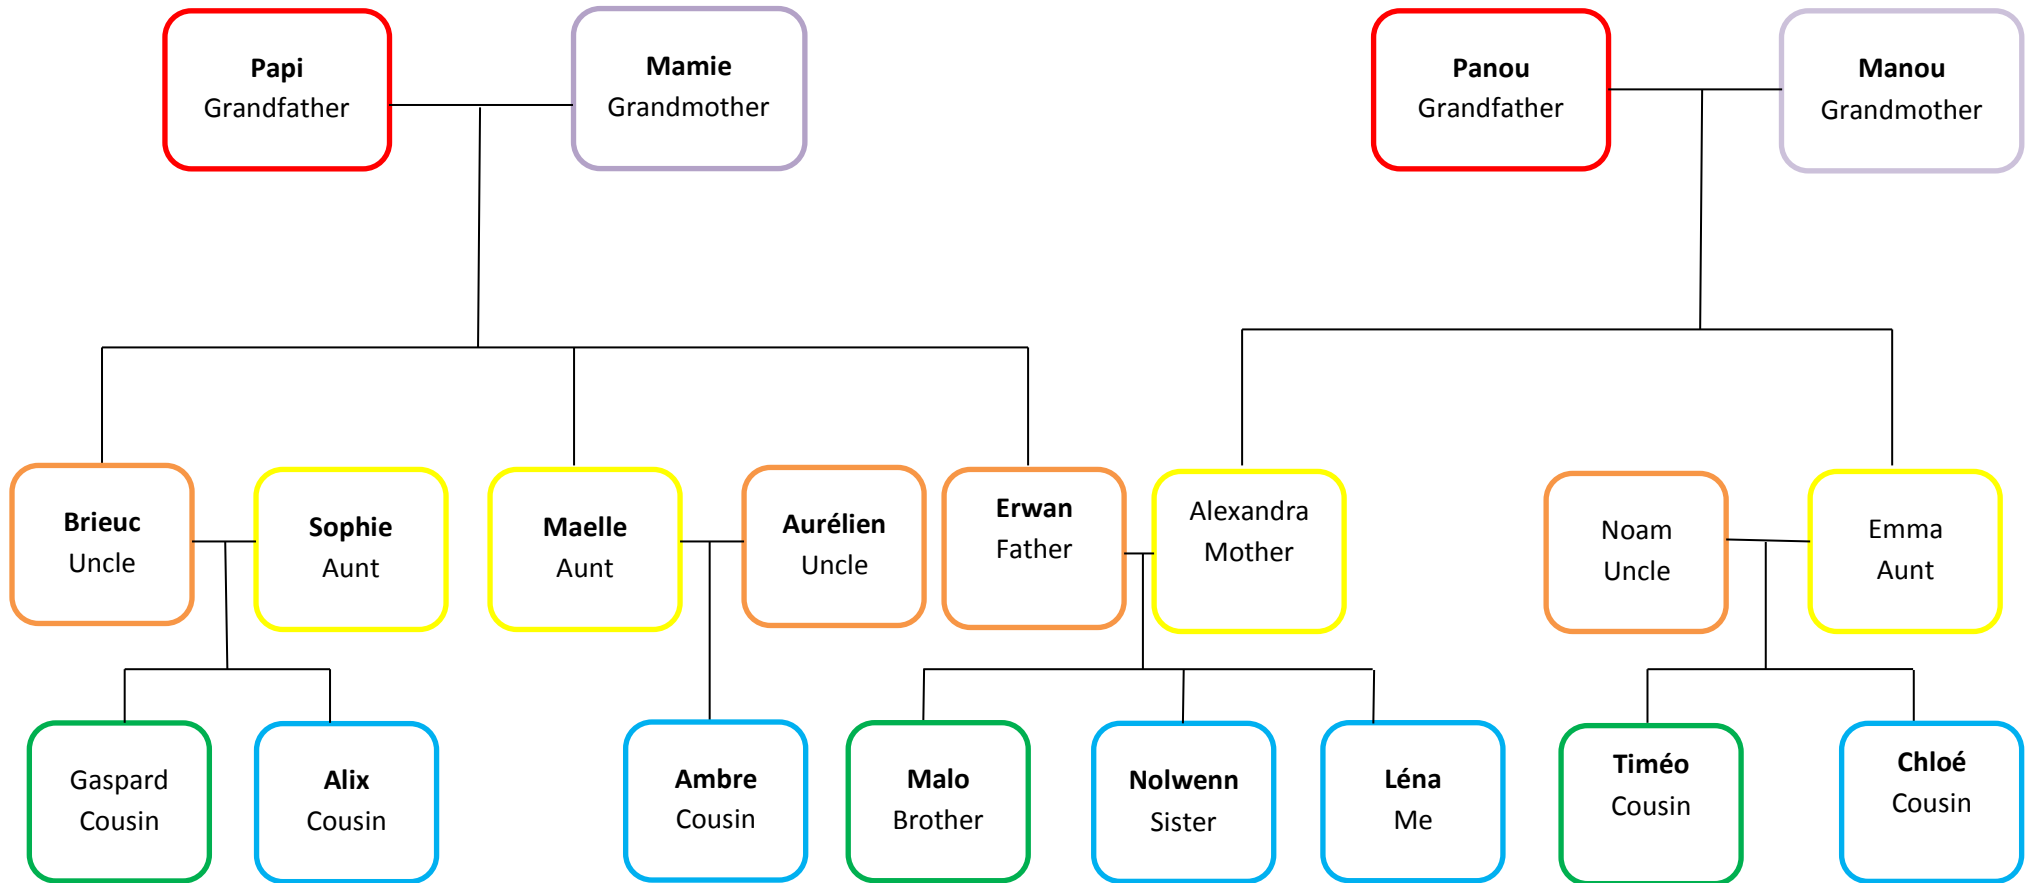 Papi
Grandfather
Mamie
Grandmother
Panou
Grandfather
Manou
Grandmother
Brieuc
Uncle
Sophie
Aunt
Maelle
Aunt
Aurélien
Uncle
Erwan
Father
Alexandra
Mother
Noam
Uncle
Emma
Aunt
Gaspard
Cousin
Alix
Cousin
Ambre
Cousin
Malo
Brother
Nolwenn
Sister
Léna
Me
Timéo
Cousin
Chloé
Cousin